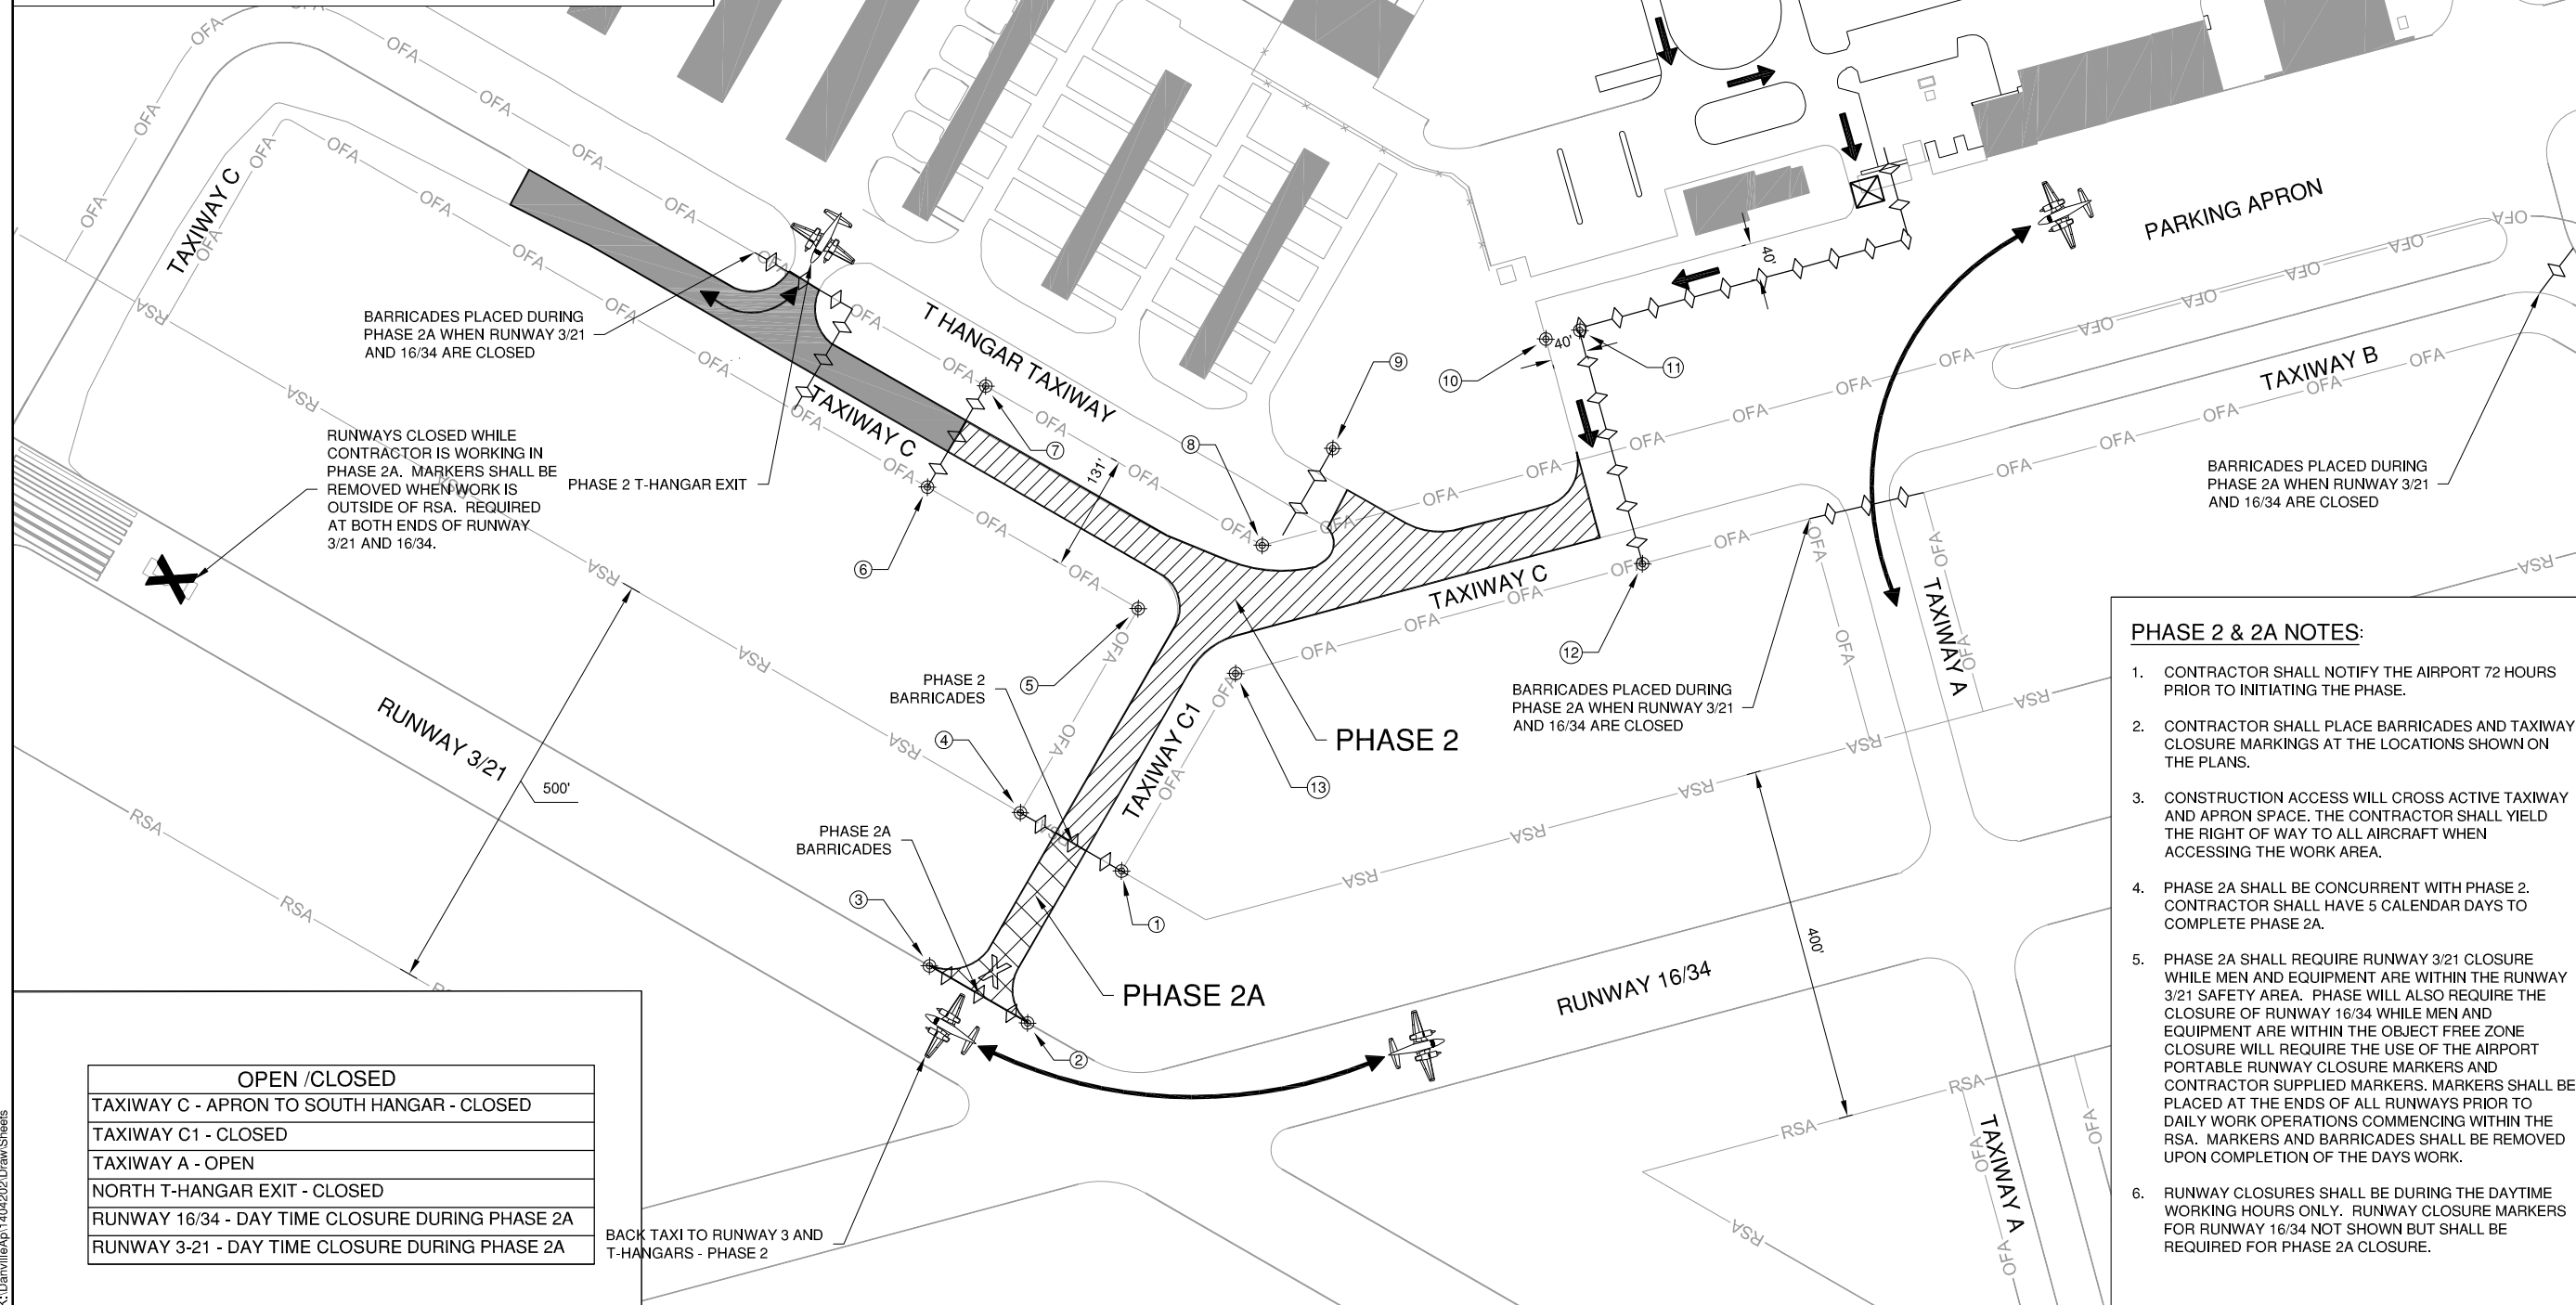 OFA
TAXIWAY C
RSA
BARRICADES PLACED DURING
PHASE 2A WHEN RUNWAY 3/21
AND 16/34 ARE CLOSED
RUNWAYS CLOSED WHILE
CONTRACTOR IS WORKING IN
PHASE 2A. MARKERS SHALL BE
REMOVED WHEN WORK IS
OUTSIDE OF RSA. REQUIRED
AT BOTH ENDS OF RUNWAY
3/21 AND 16/34.
PHASE 2 T-HANGAR EXIT
T HANGAR TAXIWAY
TAXIWAY C
131'
PARKING APRON
40'
40'
TAXIWAY B
BARRICADES PLACED DURING
PHASE 2A WHEN RUNWAY 3/21
AND 16/34 ARE CLOSED
6
7
8
9
10
11
12
TAXIWAY C
TAXIWAY A
BARRICADES PLACED DURING
PHASE 2A WHEN RUNWAY 3/21
AND 16/34 ARE CLOSED
RUNWAY 3/21
500'
PHASE 2
BARRICADES
5
4
TAXIWAY C1
PHASE 2
13
PHASE 2A
BARRICADES
3
1
2
PHASE 2A
RUNWAY 16/34
400'
TAXIWAY A
BACK TAXI TO RUNWAY 3 AND
T-HANGARS - PHASE 2
OPEN /CLOSED
TAXIWAY C - APRON TO SOUTH HANGAR - CLOSED
TAXIWAY C1 - CLOSED
TAXIWAY A - OPEN
NORTH T-HANGAR EXIT - CLOSED
RUNWAY 16/34 - DAY TIME CLOSURE DURING PHASE 2A
RUNWAY 3-21 - DAY TIME CLOSURE DURING PHASE 2A
PHASE 2 & 2A NOTES:
1. CONTRACTOR SHALL NOTIFY THE AIRPORT 72 HOURS
PRIOR TO INITIATING THE PHASE.
2. CONTRACTOR SHALL PLACE BARRICADES AND TAXIWAY
CLOSURE MARKINGS AT THE LOCATIONS SHOWN ON
THE PLANS.
3. CONSTRUCTION ACCESS WILL CROSS ACTIVE TAXIWAY
AND APRON SPACE. THE CONTRACTOR SHALL YIELD
THE RIGHT OF WAY TO ALL AIRCRAFT WHEN
ACCESSING THE WORK AREA.
4. PHASE 2A SHALL BE CONCURRENT WITH PHASE 2.
CONTRACTOR SHALL HAVE 5 CALENDAR DAYS TO
COMPLETE PHASE 2A.
5. PHASE 2A SHALL REQUIRE RUNWAY 3/21 CLOSURE
WHILE MEN AND EQUIPMENT ARE WITHIN THE RUNWAY
3/21 SAFETY AREA. PHASE WILL ALSO REQUIRE THE
CLOSURE OF RUNWAY 16/34 WHILE MEN AND
EQUIPMENT ARE WITHIN THE OBJECT FREE ZONE
CLOSURE WILL REQUIRE THE USE OF THE AIRPORT
PORTABLE RUNWAY CLOSURE MARKERS AND
CONTRACTOR SUPPLIED MARKERS. MARKERS SHALL BE
PLACED AT THE ENDS OF ALL RUNWAYS PRIOR TO
DAILY WORK OPERATIONS COMMENCING WITHIN THE
RSA. MARKERS AND BARRICADES SHALL BE REMOVED
UPON COMPLETION OF THE DAYS WORK.
6. RUNWAY CLOSURES SHALL BE DURING THE DAYTIME
WORKING HOURS ONLY. RUNWAY CLOSURE MARKERS
FOR RUNWAY 16/34 NOT SHOWN BUT SHALL BE
REQUIRED FOR PHASE 2A CLOSURE.